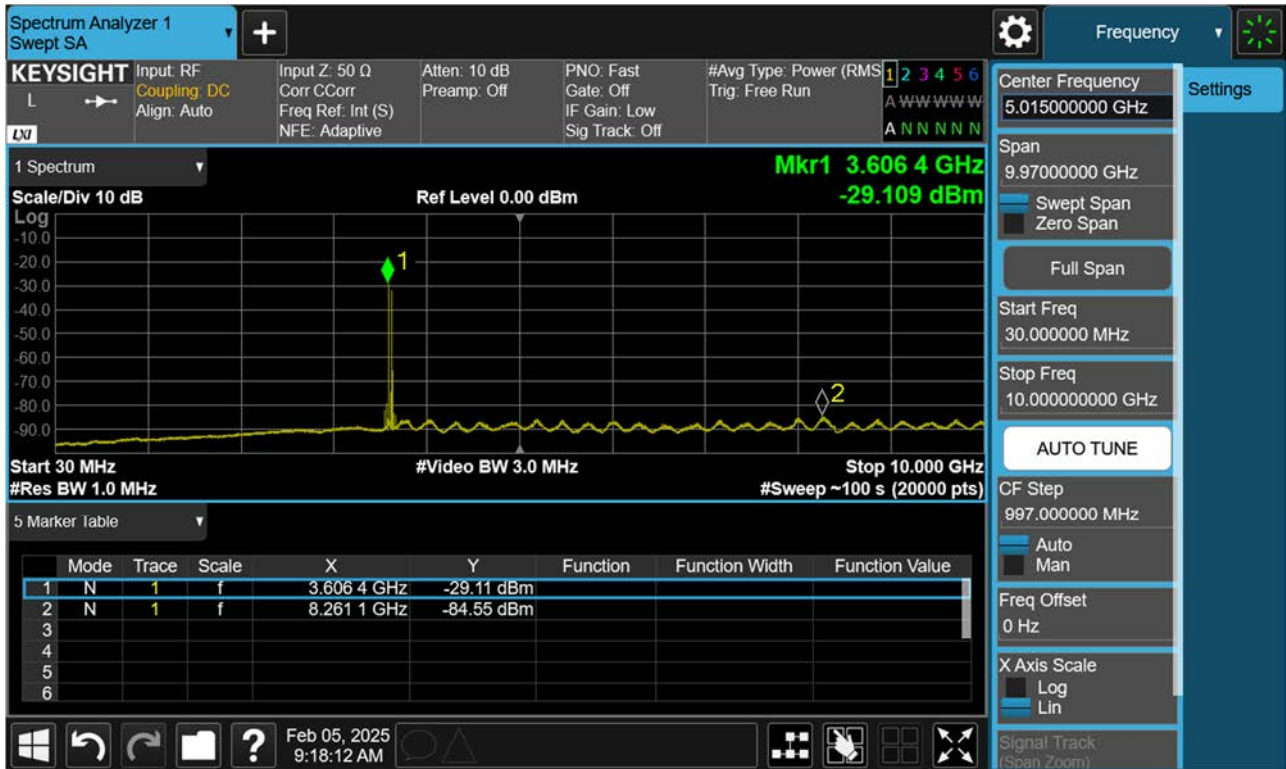 Spectrum Analyzer 1
Swept SA
+
Frequency
KEYSIGHT
L
LXI
Input: RF
Coupling: DC
Align: Auto
Input Z: 50 Ω
Corr CCorr
Freq Ref: Int (S)
NFE: Adaptive
Atten: 10 dB
Preamp: Off
PNO: Fast
Gate: Off
IF Gain: Low
Sig Track: Off
#Avg Type: Power (RMS
Trig: Free Run
1 2 3 4 5 6
A W W W W W
A N N N N N
1 Spectrum
Mkr1 3.606 4 GHz
-29.109 dBm
Scale/Div 10 dB
Ref Level 0.00 dBm
Log
-10.0
-20.0
-30.0
-40.0
-50.0
-60.0
-70.0
-80.0
-90.0
1
2
Start 30 MHz
#Video BW 3.0 MHz
Stop 10.000 GHz
#Res BW 1.0 MHz
#Sweep ~100 s (20000 pts)
5 Marker Table
Mode Trace Scale X Y Function Function Width Function Value
1 N 1 f 3.606 4 GHz -29.11 dBm
2 N 1 f 8.261 1 GHz -84.55 dBm
3
4
5
6
?
Feb 05, 2025
9:18:12 AM
Center Frequency
5.015000000 GHz
Settings
Span
9.97000000 GHz
Swept Span
Zero Span
Full Span
Start Freq
30.000000 MHz
Stop Freq
10.000000000 GHz
AUTO TUNE
CF Step
997.000000 MHz
Auto
Man
Freq Offset
0 Hz
X Axis Scale
Log
Lin
Signal Track
(Span Zoom)